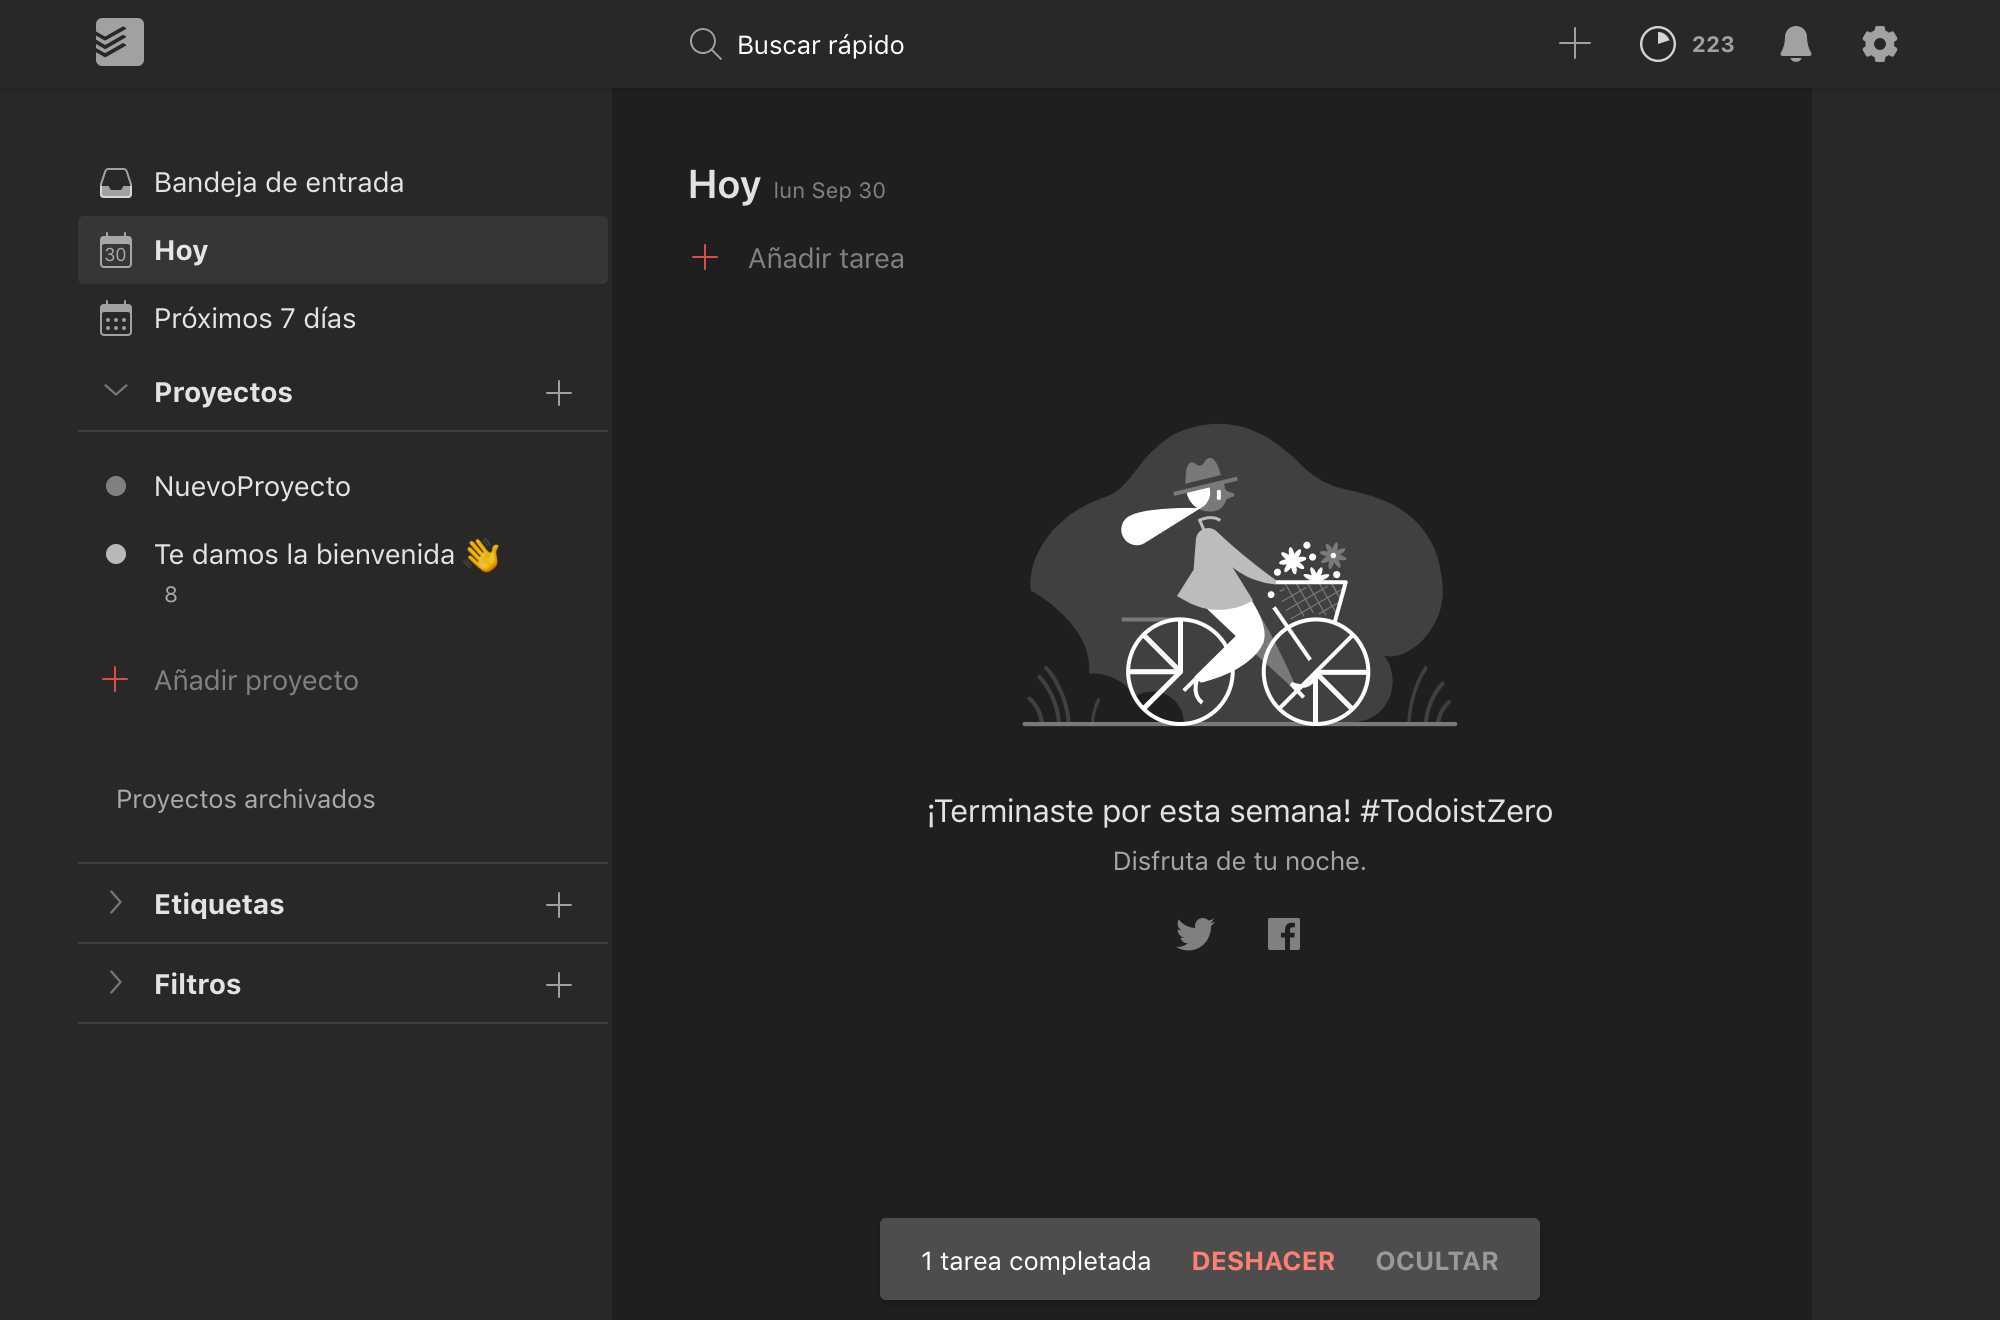 Buscar rápido
223
Bandeja de entrada
30
Hoy
Próximos 7 días
Proyectos
NuevoProyecto
Te damos la bienvenida 👋
8
Añadir proyecto
Proyectos archivados
Etiquetas
Filtros
Hoy lun Sep 30
Añadir tarea
¡Terminaste por esta semana! #TodoistZero
Disfruta de tu noche.
1 tarea completada DESHACER OCULTAR